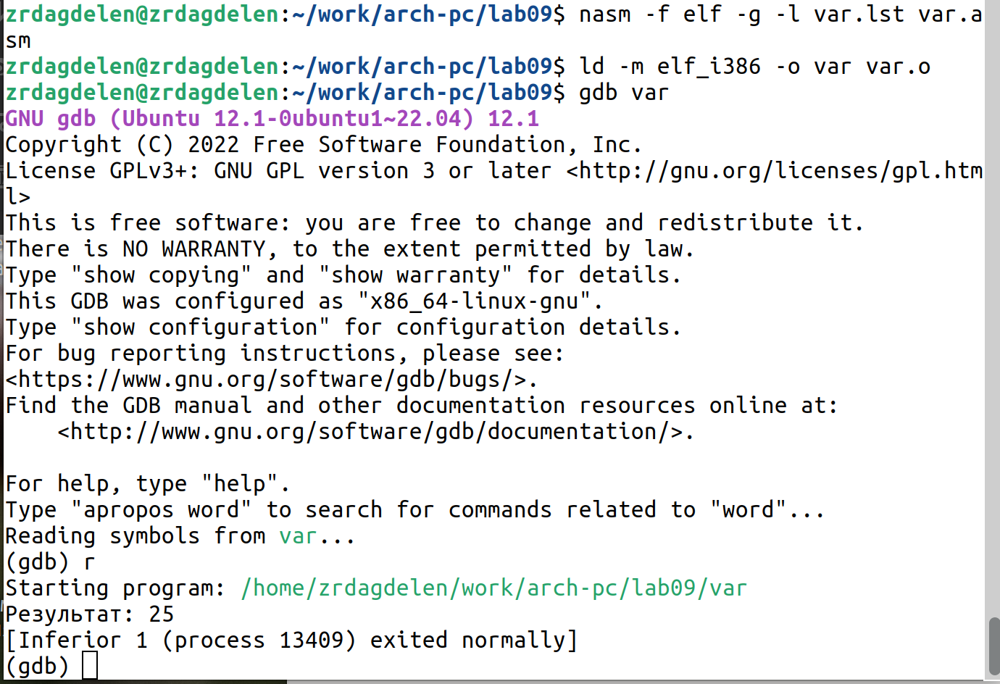 zrdagdelen@zrdagdelen:~/work/arch-pc/lab09$ nasm -f elf -g -l var.lst var.a
sm
zrdagdelen@zrdagdelen:~/work/arch-pc/lab09$ ld -m elf_i386 -o var var.o
zrdagdelen@zrdagdelen:~/work/arch-pc/lab09$ gdb var
GNU gdb (Ubuntu 12.1-0ubuntu1~22.04) 12.1
Copyright (C) 2022 Free Software Foundation, Inc.
License GPLv3+: GNU GPL version 3 or later <http://gnu.org/licenses/gpl.htm
l>
This is free software: you are free to change and redistribute it.
There is NO WARRANTY, to the extent permitted by law.
Type "show copying" and "show warranty" for details.
This GDB was configured as "x86_64-linux-gnu".
Type "show configuration" for configuration details.
For bug reporting instructions, please see:
<https://www.gnu.org/software/gdb/bugs/>.
Find the GDB manual and other documentation resources online at:
    <http://www.gnu.org/software/gdb/documentation/>.

For help, type "help".
Type "apropos word" to search for commands related to "word"...
Reading symbols from var...
(gdb) r
Starting program: /home/zrdagdelen/work/arch-pc/lab09/var
Результат: 25
[Inferior 1 (process 13409) exited normally]
(gdb)